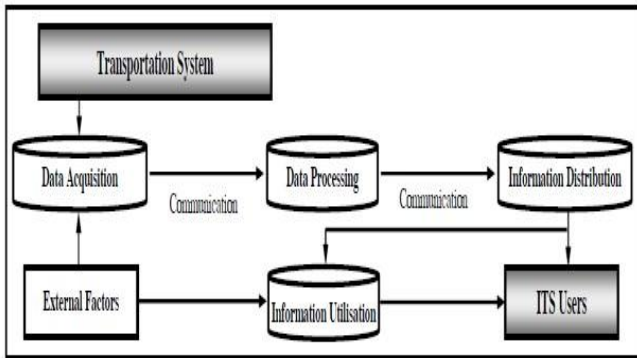 Transportation System
Data Acquisition
Communication
Data Processing
Communication
Information Distribution
External Factors
Information Utilisation
ITS Users